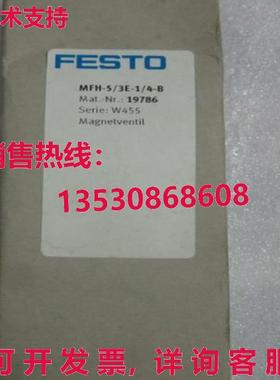 术支持
FESTO
MFH-5/3E-1/4-B
Mat.-Nr.: 19786
Serie: W455
Magnetventil
销售热线:
13530868608
可开发票,详询客服